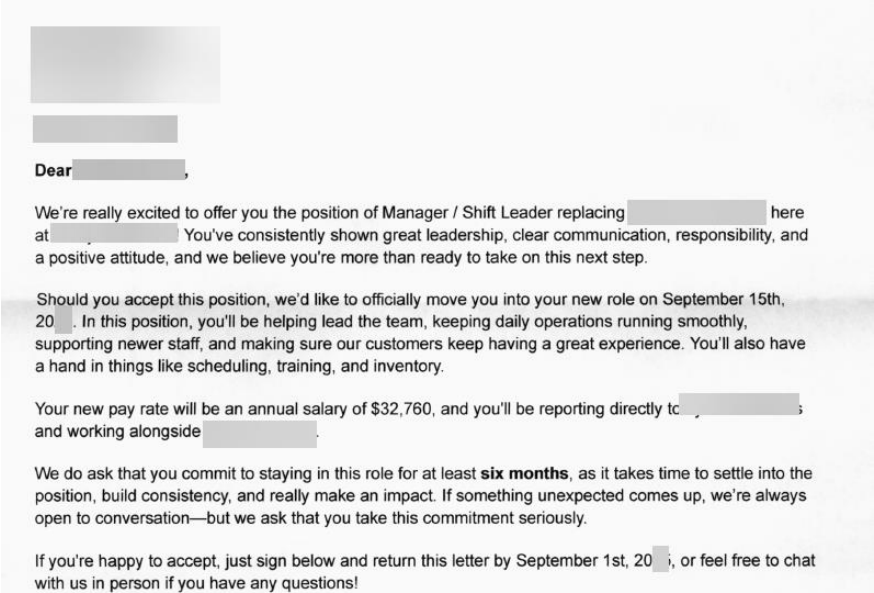 Dear ,
We're really excited to offer you the position of Manager / Shift Leader replacing here
at You've consistently shown great leadership, clear communication, responsibility, and
a positive attitude, and we believe you're more than ready to take on this next step.
Should you accept this position, we'd like to officially move you into your new role on September 15th,
20 . In this position, you'll be helping lead the team, keeping daily operations running smoothly,
supporting newer staff, and making sure our customers keep having a great experience. You'll also have
a hand in things like scheduling, training, and inventory.
Your new pay rate will be an annual salary of $32,760, and you'll be reporting directly to
and working alongside .
We do ask that you commit to staying in this role for at least six months, as it takes time to settle into the
position, build consistency, and really make an impact. If something unexpected comes up, we're always
open to conversation—but we ask that you take this commitment seriously.
If you're happy to accept, just sign below and return this letter by September 1st, 20 , or feel free to chat
with us in person if you have any questions!